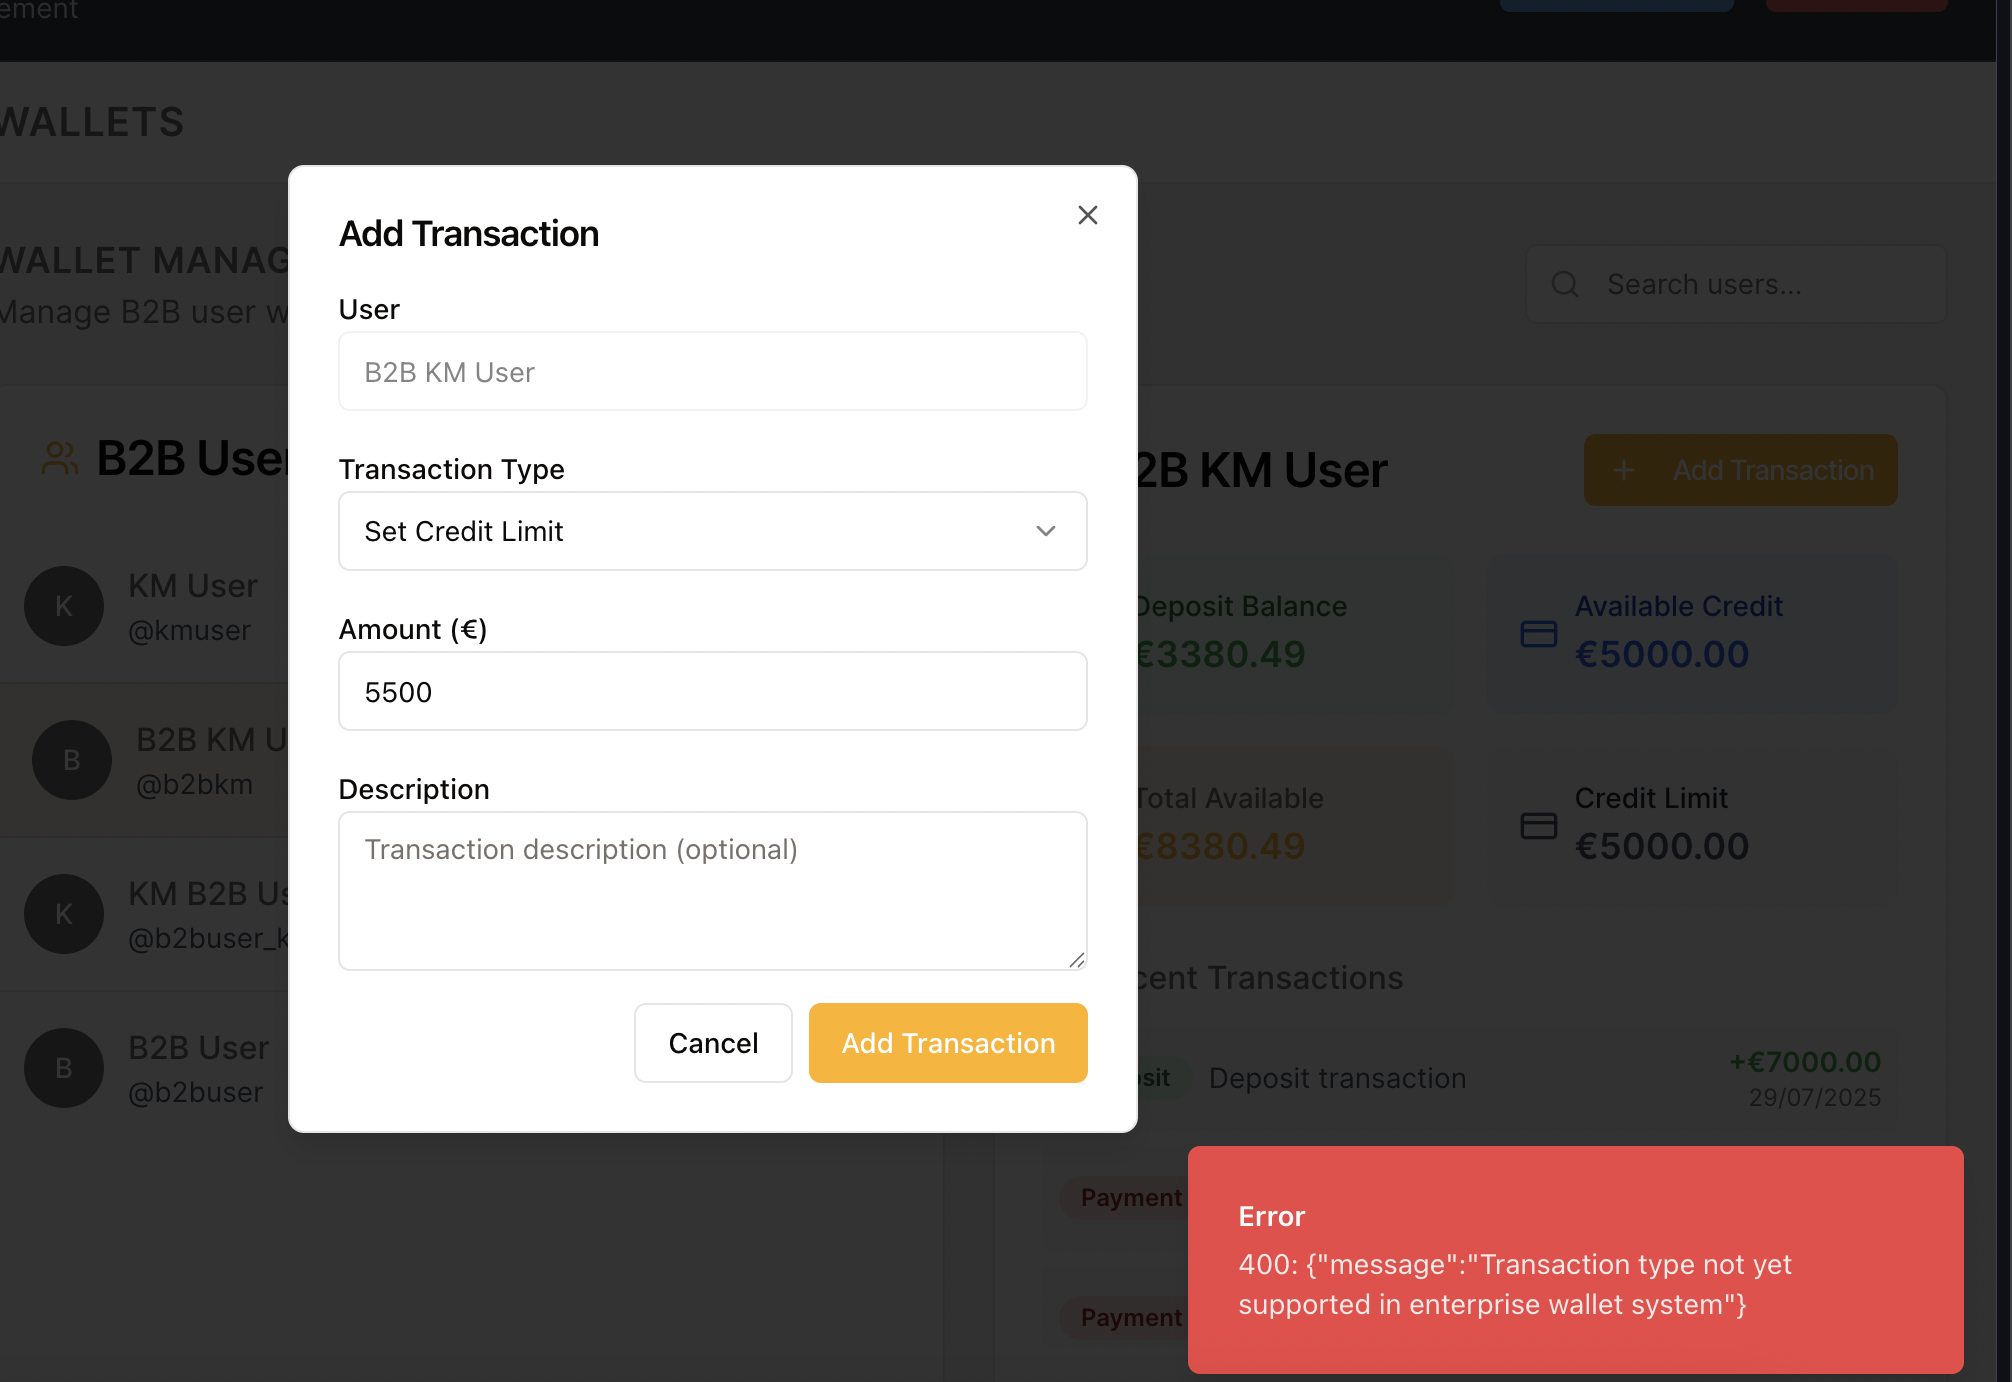 ement
WALLETS
WALLET MANAG
Manage B2B user w
Search users...
B2B User
KM User
@kmuser
B2B KM U
@b2bkm
KM B2B Us
@b2buser_k
B2B User
@b2buser
Add Transaction
User
B2B KM User
Transaction Type
Set Credit Limit
Amount (€)
5500
Description
Transaction description (optional)
Cancel
Add Transaction
2B KM User
Add Transaction
Deposit Balance
€3380.49
Available Credit
€5000.00
Total Available
€8380.49
Credit Limit
€5000.00
cent Transactions
sit
Deposit transaction
+€7000.00
29/07/2025
Payment
Payment
Error
400: {"message":"Transaction type not yet
supported in enterprise wallet system"}
K
B
K
B